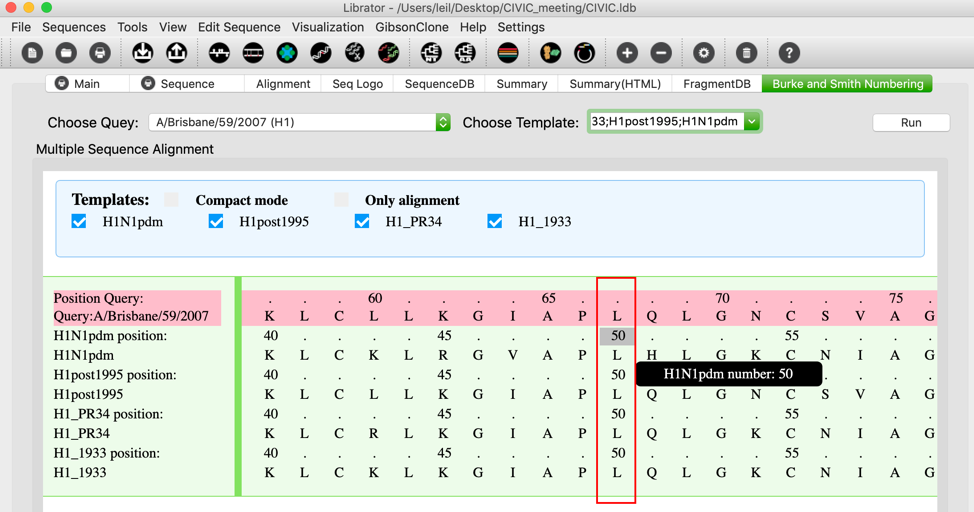 Librator - /Users/leil/Desktop/CIVIC_meeting/CIVIC.ldb
File Sequences Tools View Edit Sequence Visualization GibsonClone Help Settings
NT AA ?
Main Sequence Alignment Seq Logo SequenceDB Summary Summary(HTML) FragmentDB Burke and Smith Numbering
Choose Quey: A/Brisbane/59/2007 (H1) Choose Template: 33;H1post1995;H1N1pdm Run
Multiple Sequence Alignment
Templates: Compact mode Only alignment
H1N1pdm H1post1995 H1_PR34 H1_1933
Position Query: . . . 60 . . . . 65 . . . . 70 . . . . 75 .
Query:A/Brisbane/59/2007 K L C L L K G I A P L Q L G N C S V A G
H1N1pdm position: 40 . . . . 45 . . . . 50 . . . . 55 . . . .
H1N1pdm K L C K L R G V A P L H L G K C N I A G
H1post1995 position: 40 . . . . 45 . . . . 50 H1N1pdm number: 50 . . .
H1post1995 K L C L L K G I A P L Q L G N C S V A G
H1_PR34 position: 40 . . . . 45 . . . . 50 . . . . 55 . . . .
H1_PR34 K L C R L K G I A P L Q L G K C N I A G
H1_1933 position: 40 . . . . 45 . . . . 50 . . . . 55 . . . .
H1_1933 K L C K L K G I A P L Q L G K C N I A G